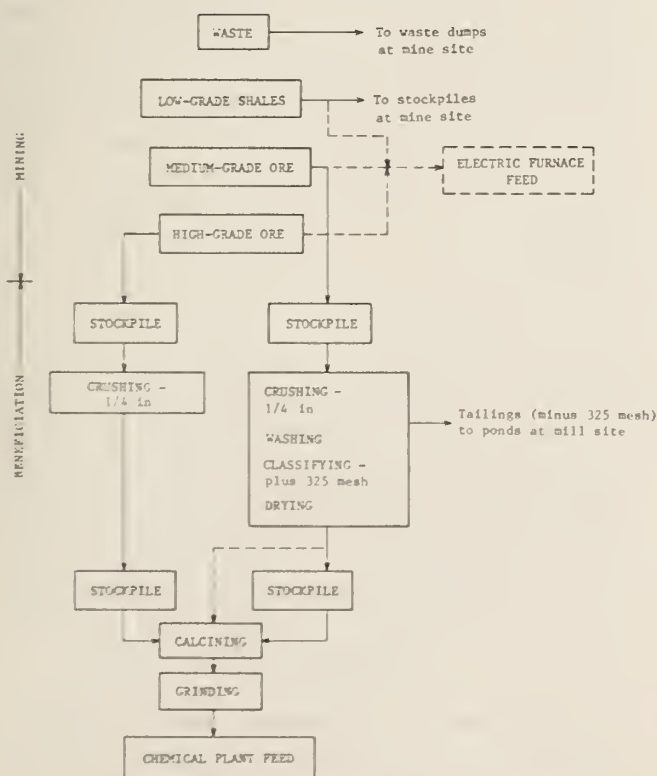 WASTE
To waste dumps
at mine site
LOW-GRADE SHALES
To stockpiles
at mine site
MEDIUM-GRADE ORE
ELECTRIC FURNACE
FEED
HIGH-GRADE ORE
MINING
BENEFICIATION
STOCKPILE
STOCKPILE
CRUSHING -
1/4 in
CRUSHING -
1/4 in
WASHING
CLASSIFYING -
plus 325 mesh
DRYING
Tailings (minus 325 mesh)
to ponds at mill site
STOCKPILE
STOCKPILE
CALCINING
GRINDING
CHEMICAL PLANT FEED